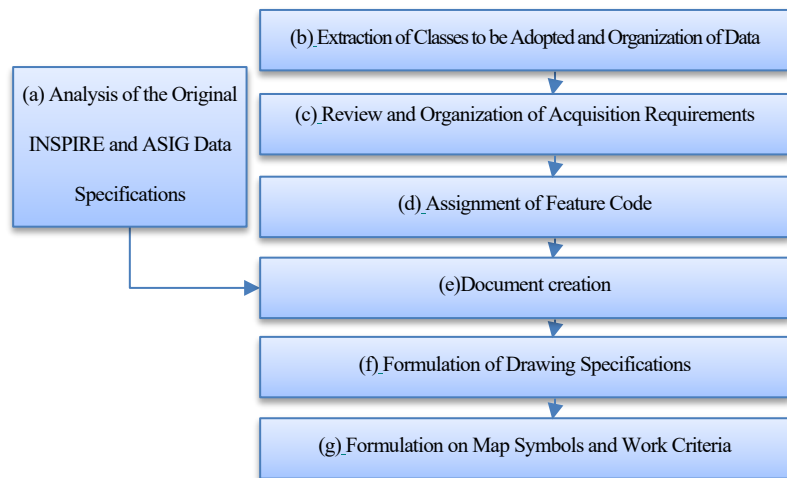 (b) Extraction of Classes to be Adopted and Organization of Data
(a) Analysis of the Original
INSPIRE and ASIG Data
Specifications
(c) Review and Organization of Acquisition Requirements
(d) Assignment of Feature Code
(e)Document creation
(f) Formulation of Drawing Specifications
(g) Formulation on Map Symbols and Work Criteria